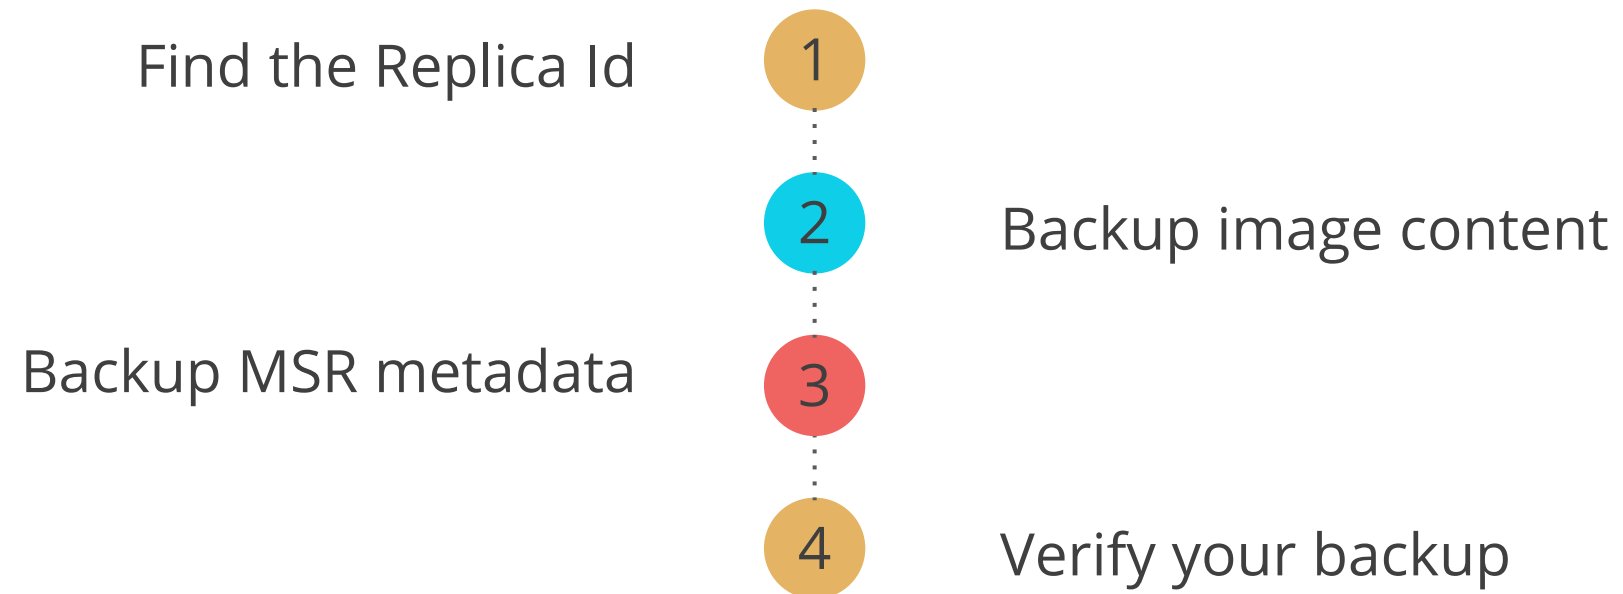 Find the Replica Id
1
2
Backup image content
Backup MSR metadata
3
4
Verify your backup